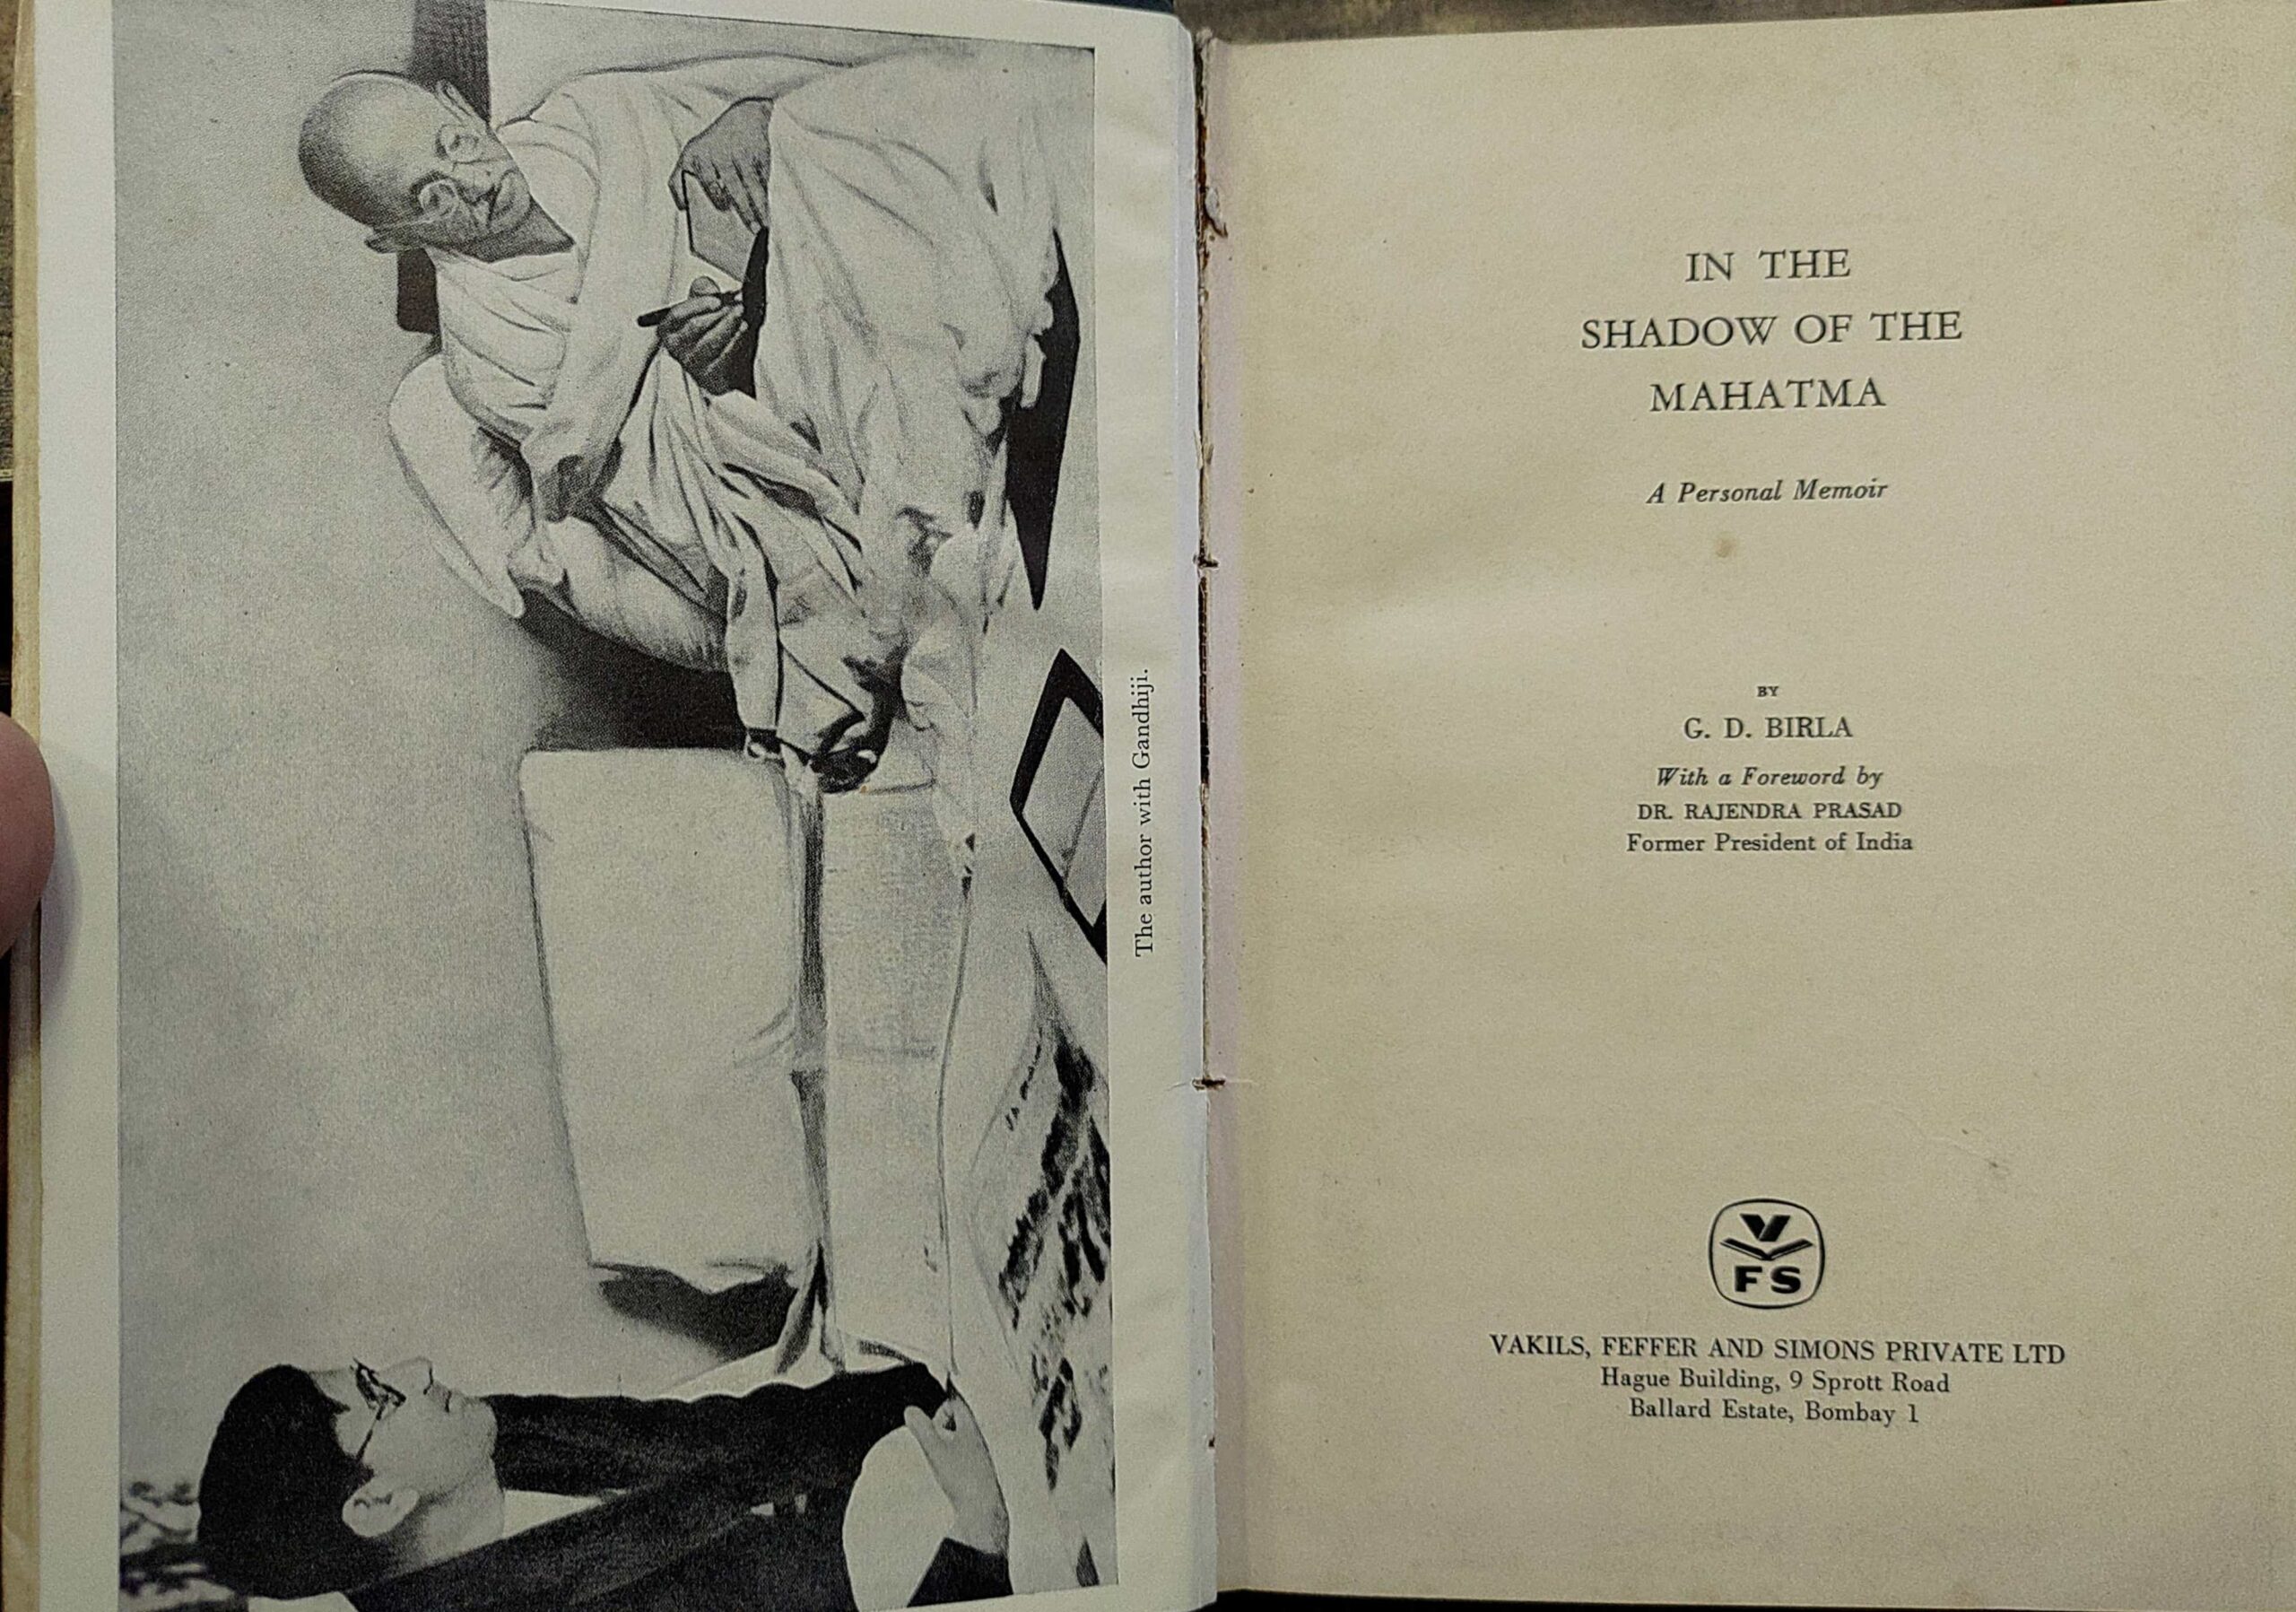 The author with Gandhiji.
IN THE
SHADOW OF THE
MAHATMA
A Personal Memoir
BY
G. D. BIRLA
With a Foreword by
DR. RAJENDRA PRASAD
Former President of India
V
FS
VAKILS, FEFFER AND SIMONS PRIVATE LTD
Hague Building, 9 Sprott Road
Ballard Estate, Bombay 1